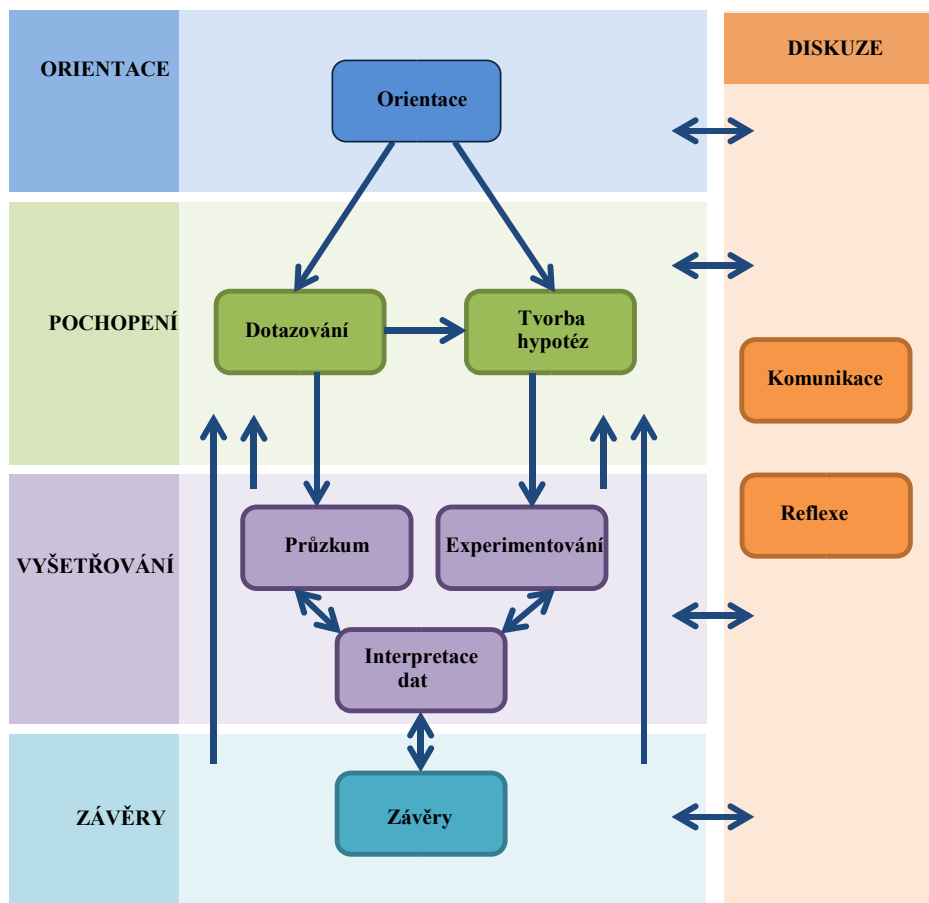 DISKUZE
ORIENTACE
Orientace
POCHOPENÍ
Dotazování
Tvorba
hypotéz
Komunikace
Reflexe
VYŠETŘOVÁNÍ
Průzkum
Experimentování
Interpretace
dat
ZÁVĚRY
Závěry